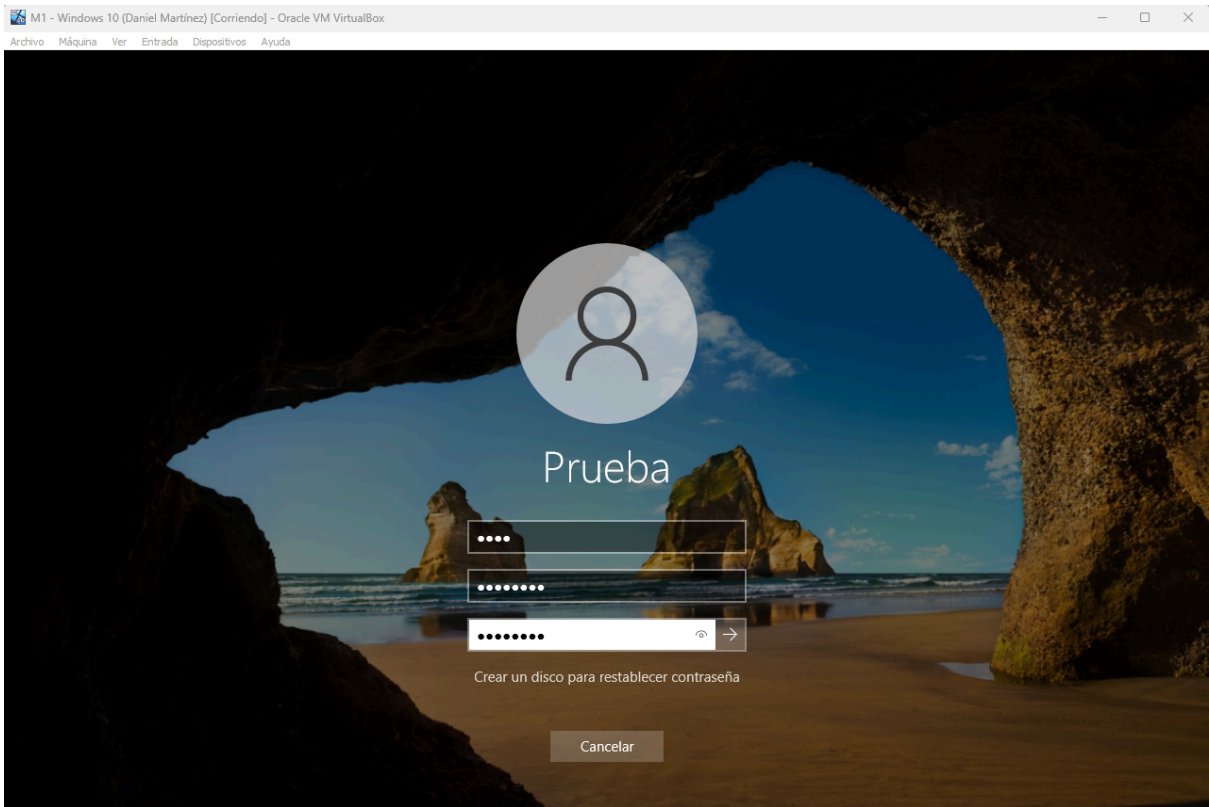 M1 - Windows 10 (Daniel Martínez) [Corriendo] - Oracle VM VirtualBox
Archivo Máquina Ver Entrada Dispositivos Ayuda
Prueba
••••
••••••••
••••••••
Crear un disco para restablecer contraseña
Cancelar